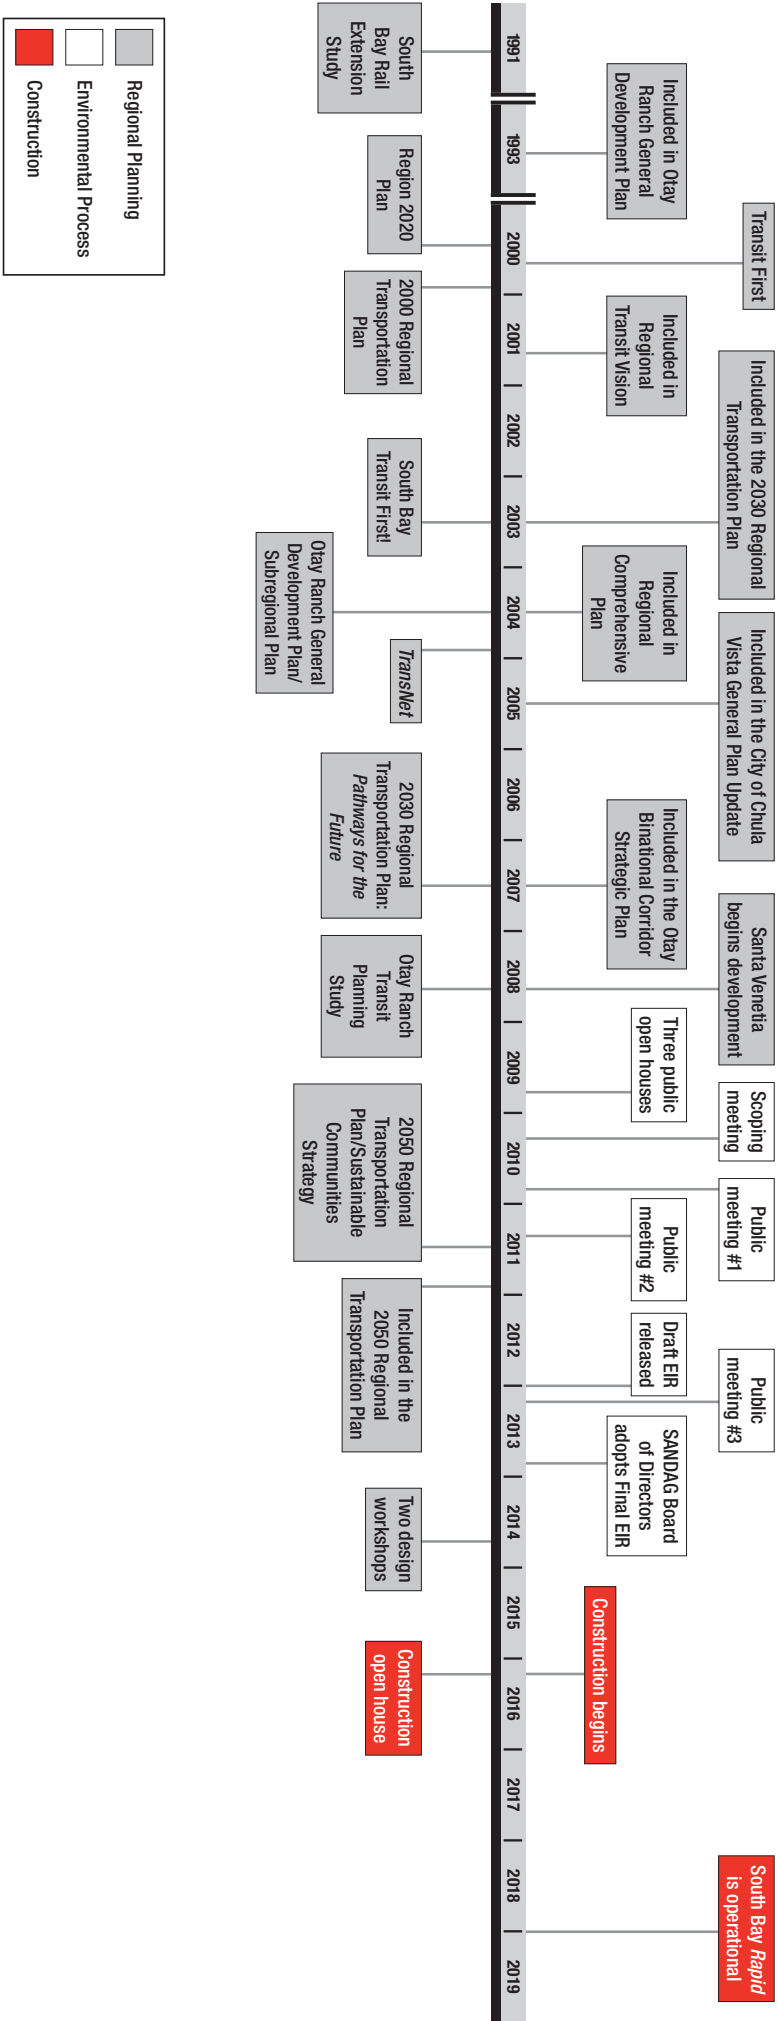 Transit First
Included in the 2030 Regional
Transportation Plan
Included in the City of Chula
Vista General Plan Update
Santa Venetia
begins development
Scoping
meeting
Public
meeting #1
Public
meeting #3
South Bay Rapid
is operational
Included in Otay
Ranch General
Development Plan
Included in
Regional
Transit Vision
Included in
Regional
Comprehensive
Plan
Included in the Otay
Binational Corridor
Strategic Plan
Three public
open houses
Public
meeting #2
Draft EIR
released
SANDAG Board
of Directors
adopts Final EIR
Construction begins
1991
1993
2000
2001
2002
2003
2004
2005
2006
2007
2008
2009
2010
2011
2012
2013
2014
2015
2016
2017
2018
2019
South
Bay Rail
Extension
Study
Region 2020
Plan
2000 Regional
Transportation
Plan
South Bay
Transit First!
Otay Ranch General
Development Plan/
Subregional Plan
TransNet
2030 Regional
Transportation Plan:
Pathways for the
Future
Otay Ranch
Transit
Planning
Study
2050 Regional
Transportation
Plan/Sustainable
Communities
Strategy
Included in the
2050 Regional
Transportation Plan
Two design
workshops
Construction
open house
Regional Planning
Environmental Process
Construction